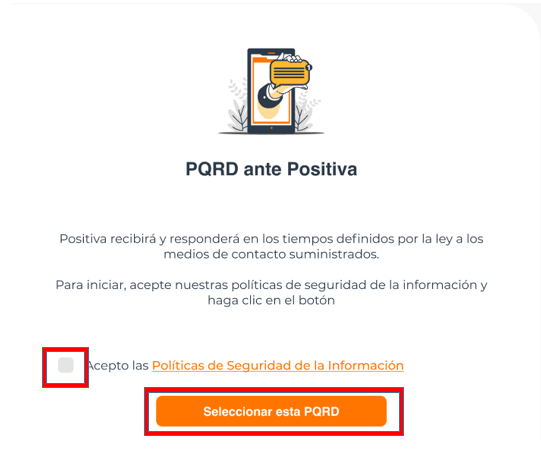 1
PQRD ante Positiva
Positiva recibirá y responderá en los tiempos definidos por la ley a los
medios de contacto suministrados.
Para iniciar, acepte nuestras políticas de seguridad de la información y
haga clic en el botón
Acepto las Políticas de Seguridad de la Información
Seleccionar esta PQRD